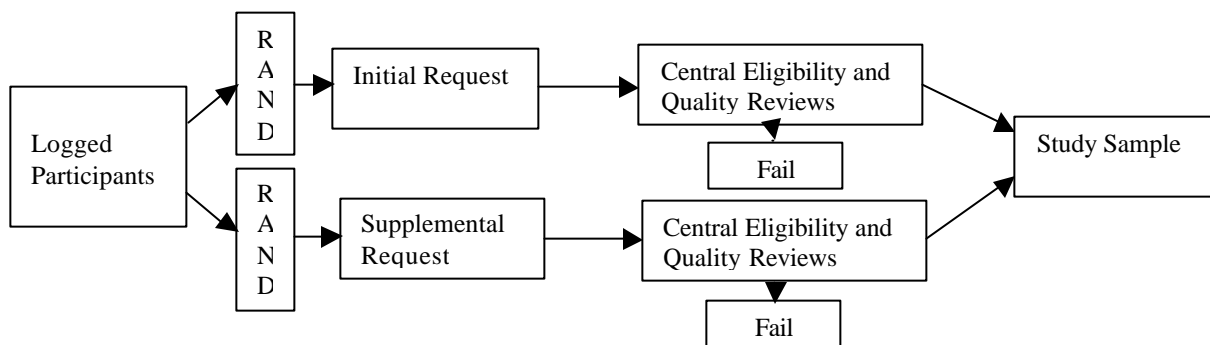 Logged
Participants
R
A
N
D
Initial Request
Central Eligibility and
Quality Reviews
Fail
R
A
N
D
Supplemental
Request
Central Eligibility and
Quality Reviews
Fail
Study Sample